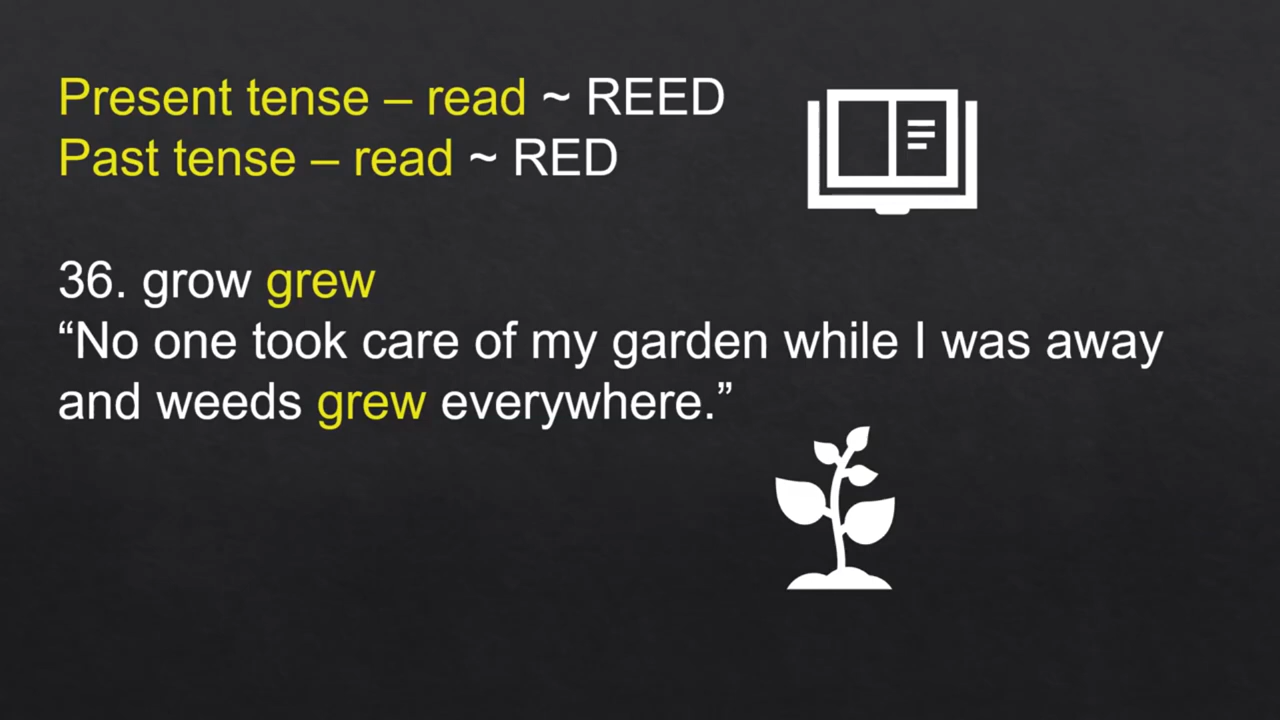 Present tense – read ~ REED
Past tense – read ~ RED
36. grow grew
“No one took care of my garden while I was away
and weeds grew everywhere.”